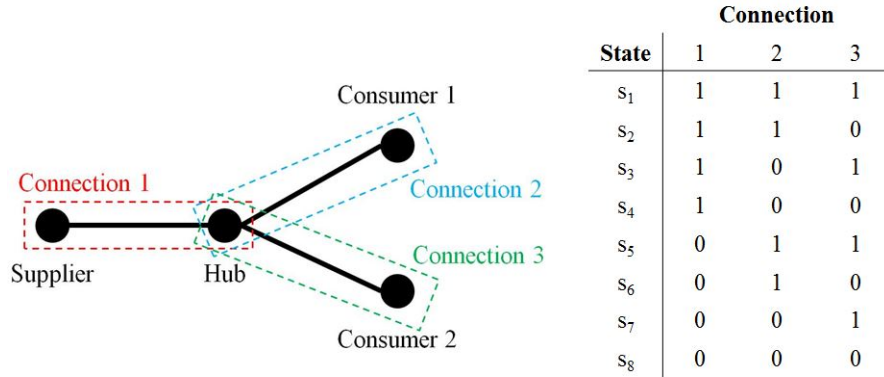 Consumer 1
Connection 1
Connection 2
Connection 3
Supplier
Hub
Consumer 2
Connection
State 1 2 3
s₁ 1 1 1
s₂ 1 1 0
s₃ 1 0 1
s₄ 1 0 0
s₅ 0 1 1
s₆ 0 1 0
s₇ 0 0 1
s₈ 0 0 0